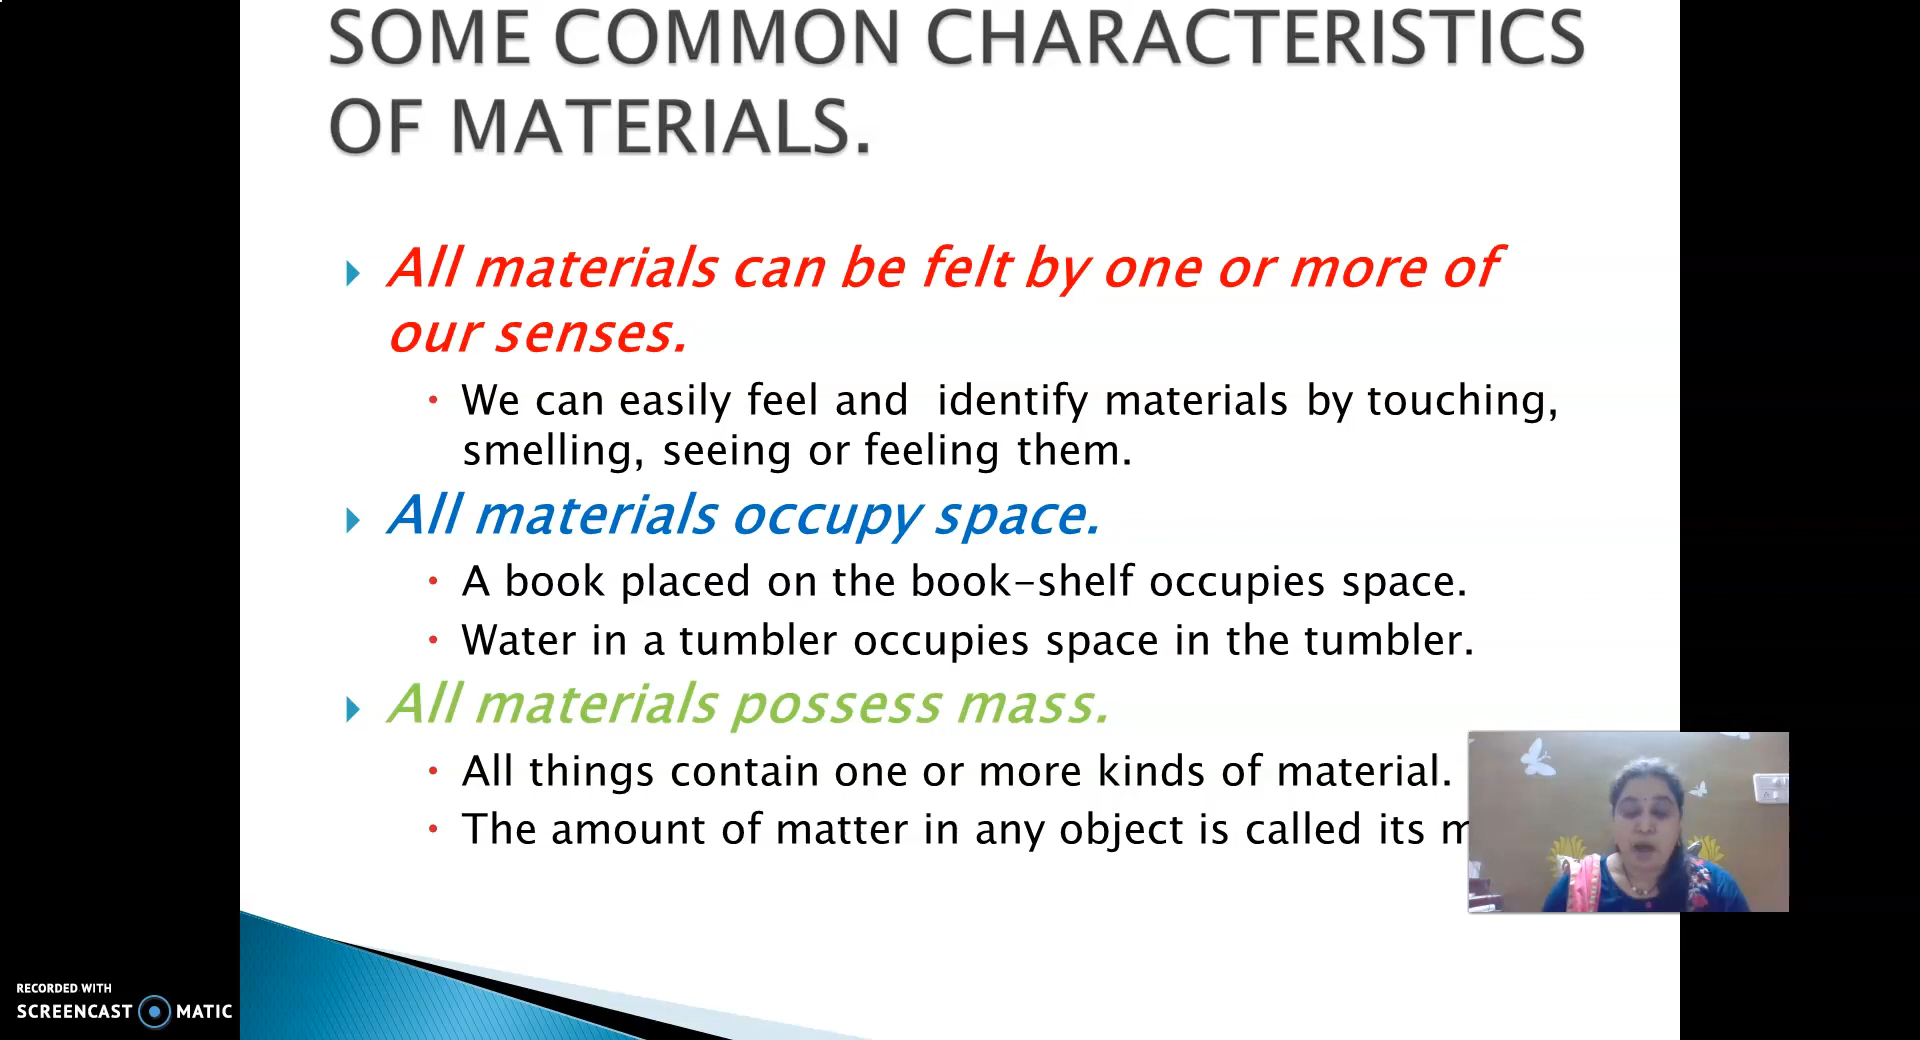 SOME COMMON CHARACTERISTICS
OF MATERIALS.
All materials can be felt by one or more of
our senses.
We can easily feel and identify materials by touching,
smelling, seeing or feeling them.
All materials occupy space.
A book placed on the book-shelf occupies space.
Water in a tumbler occupies space in the tumbler.
All materials possess mass.
All things contain one or more kinds of material.
The amount of matter in any object is called its
RECORDED WITH
SCREENCAST MATIC